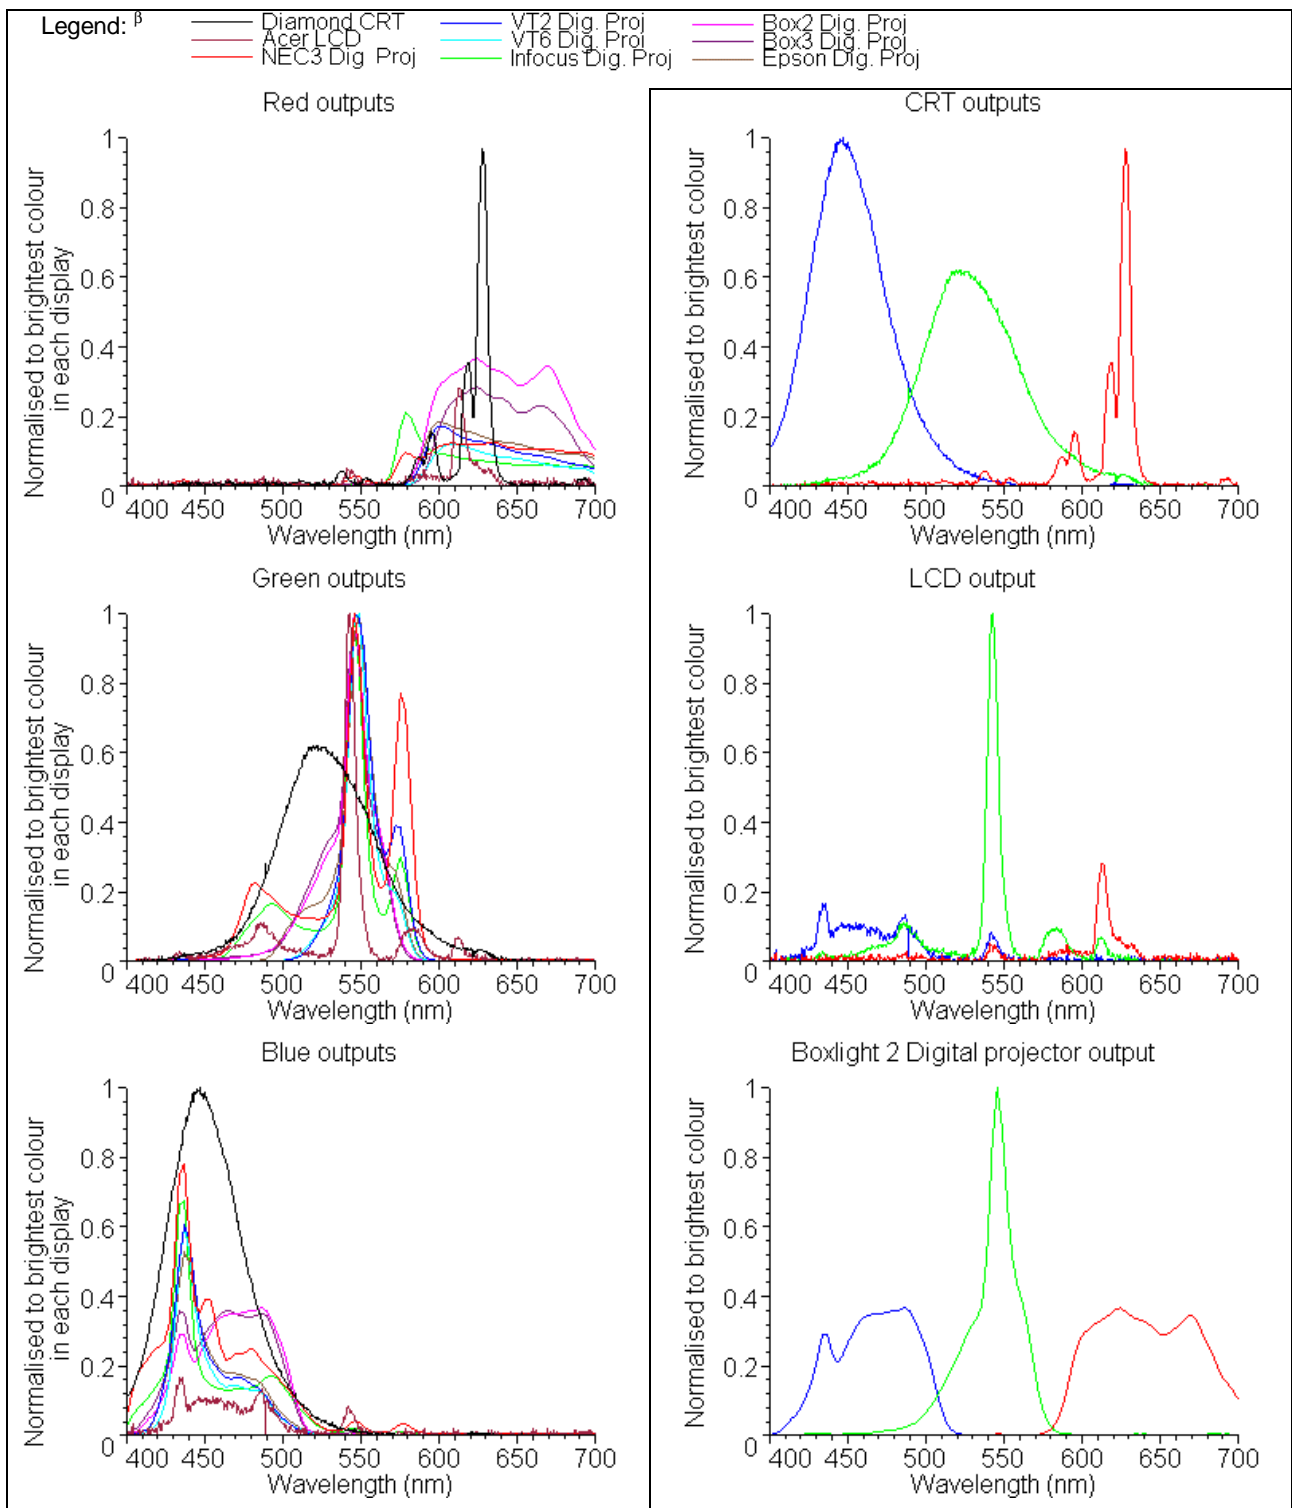 Legend: β
Diamond CRT
Acer LCD
NEC3 Dig Proj
VT2 Dig. Proj
VT6 Dig. Proj
Infocus Dig. Proj
Box2 Dig. Proj
Box3 Dig. Proj
Epson Dig. Proj
Red outputs
Normalised to brightest colour
in each display
1
0.8
0.6
0.4
0.2
0
400 450 500 550 600 650 700
Wavelength (nm)
CRT outputs
Normalised to brightest colour
1
0.8
0.6
0.4
0.2
0
400 450 500 550 600 650 700
Wavelength (nm)
Green outputs
Normalised to brightest colour
in each display
1
0.8
0.6
0.4
0.2
0
400 450 500 550 600 650 700
Wavelength (nm)
LCD output
Normalised to brightest colour
1
0.8
0.6
0.4
0.2
0
400 450 500 550 600 650 700
Wavelength (nm)
Blue outputs
Normalised to brightest colour
in each display
1
0.8
0.6
0.4
0.2
0
400 450 500 550 600 650 700
Wavelength (nm)
Boxlight 2 Digital projector output
Normalised to brightest colour
1
0.8
0.6
0.4
0.2
0
400 450 500 550 600 650 700
Wavelength (nm)